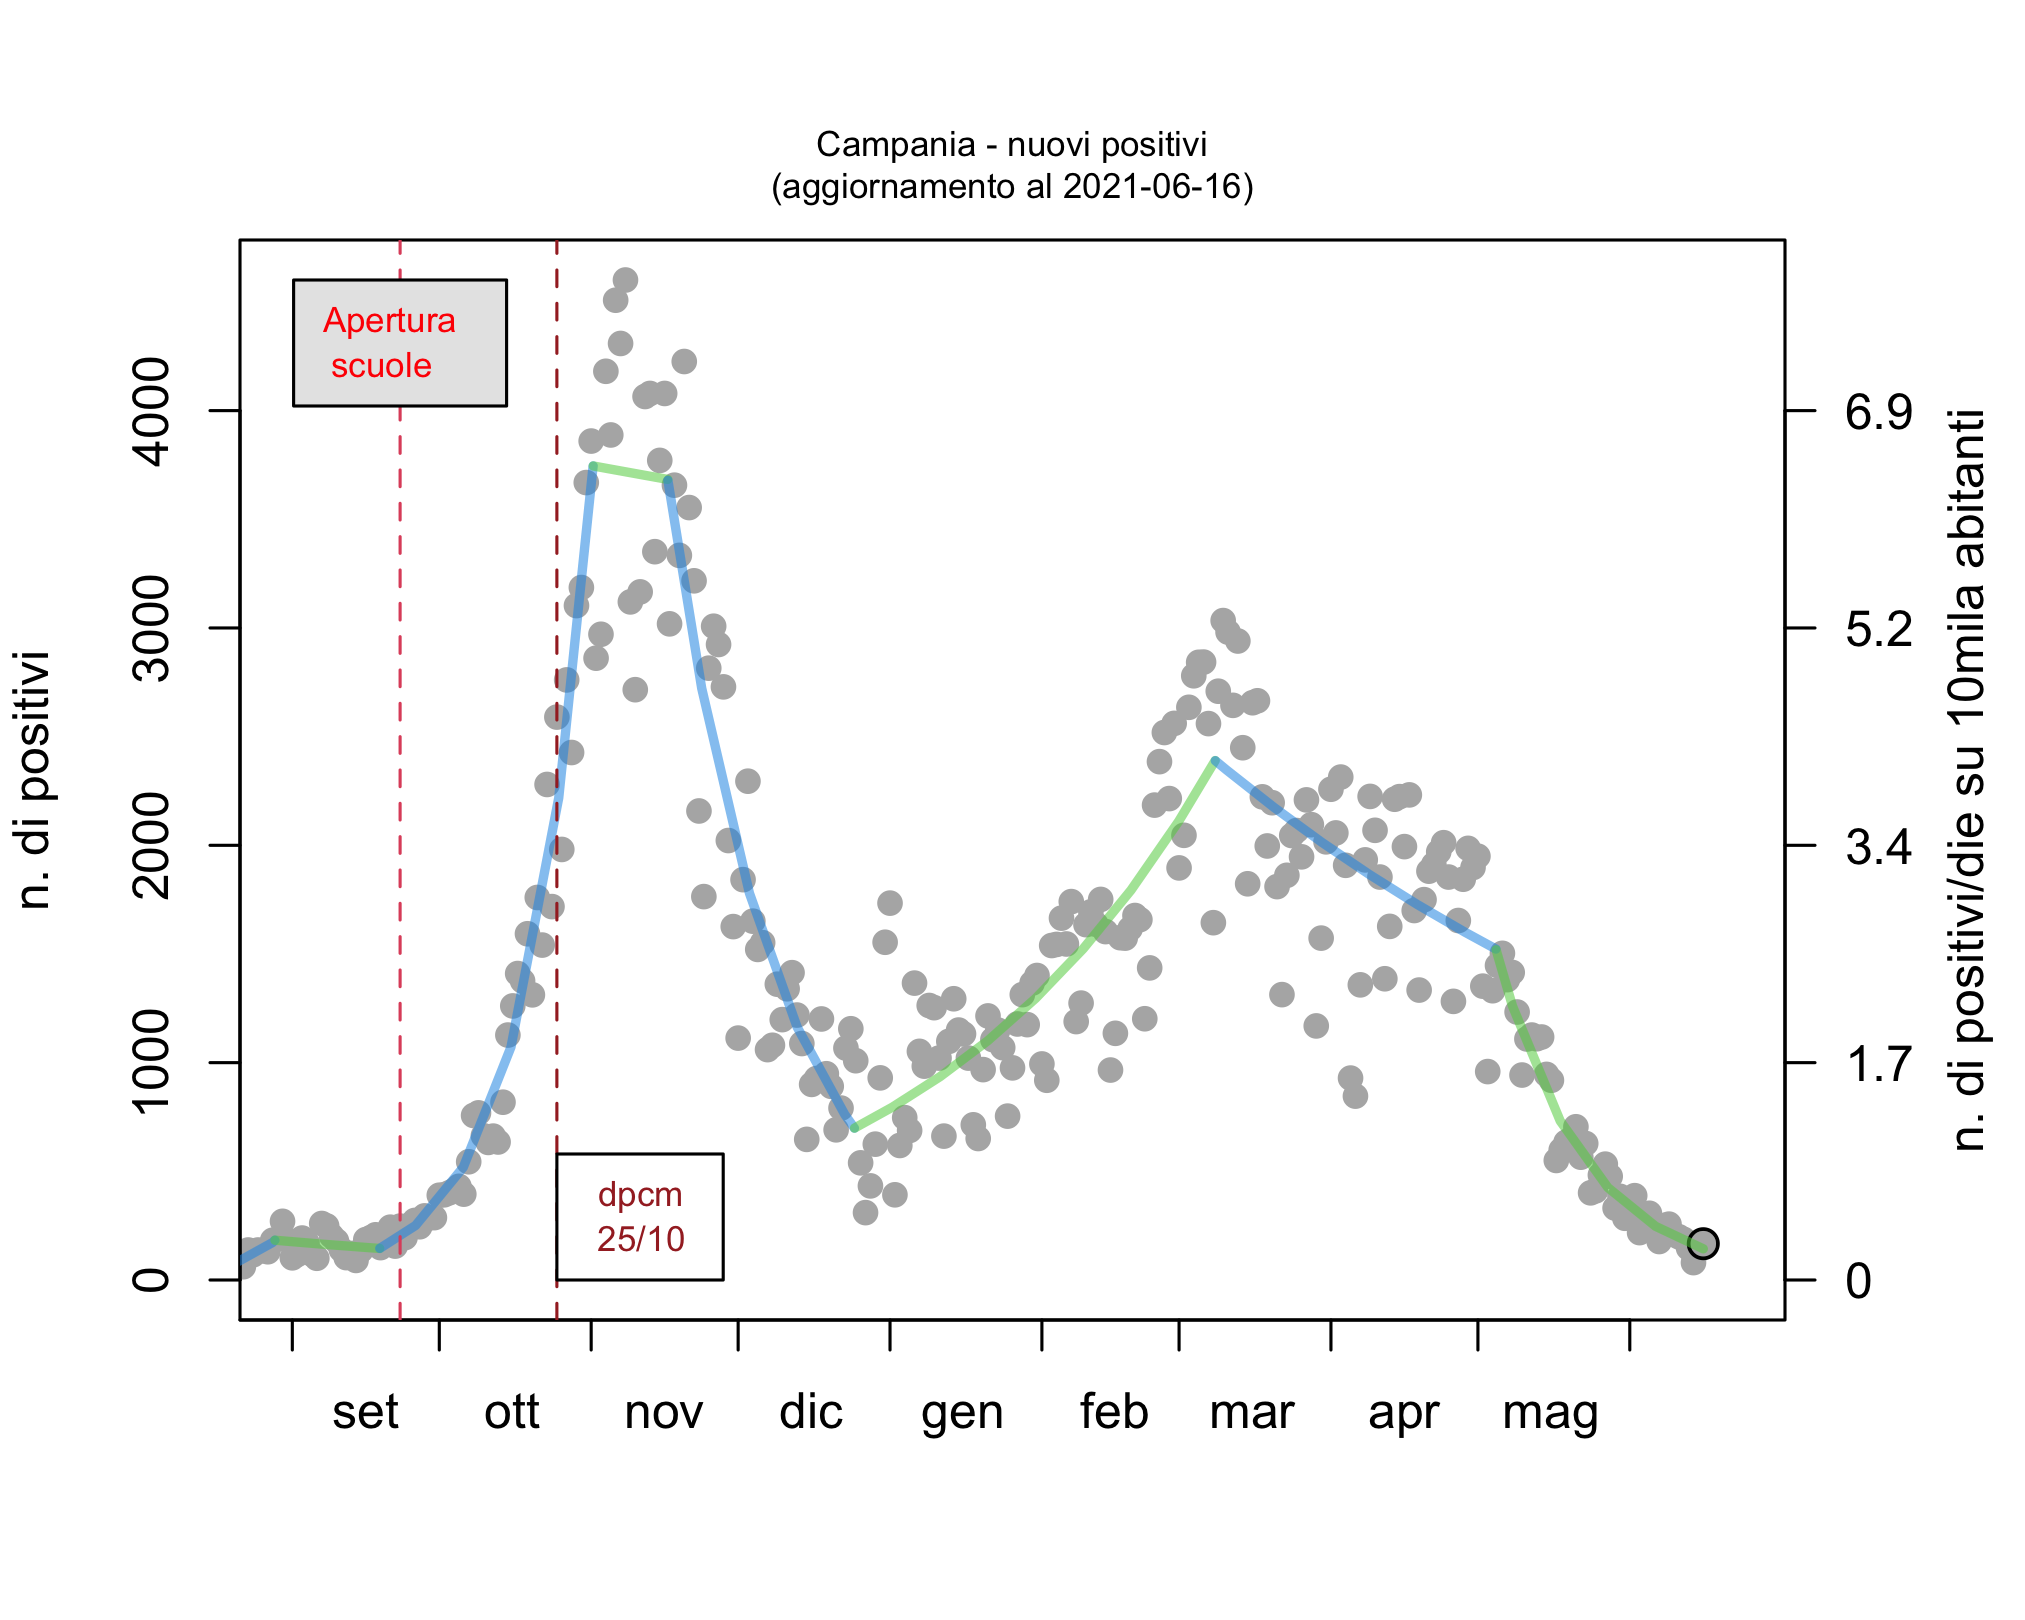 Campania - nuovi positivi
(aggiornamento al 2021-06-16)
Apertura
scuole
dpcm
25/10
n. di positivi
0
1000
2000
3000
4000
n. di positivi/die su 10mila abitanti
6.9
5.2
3.4
1.7
0
set ott nov dic gen feb mar apr mag